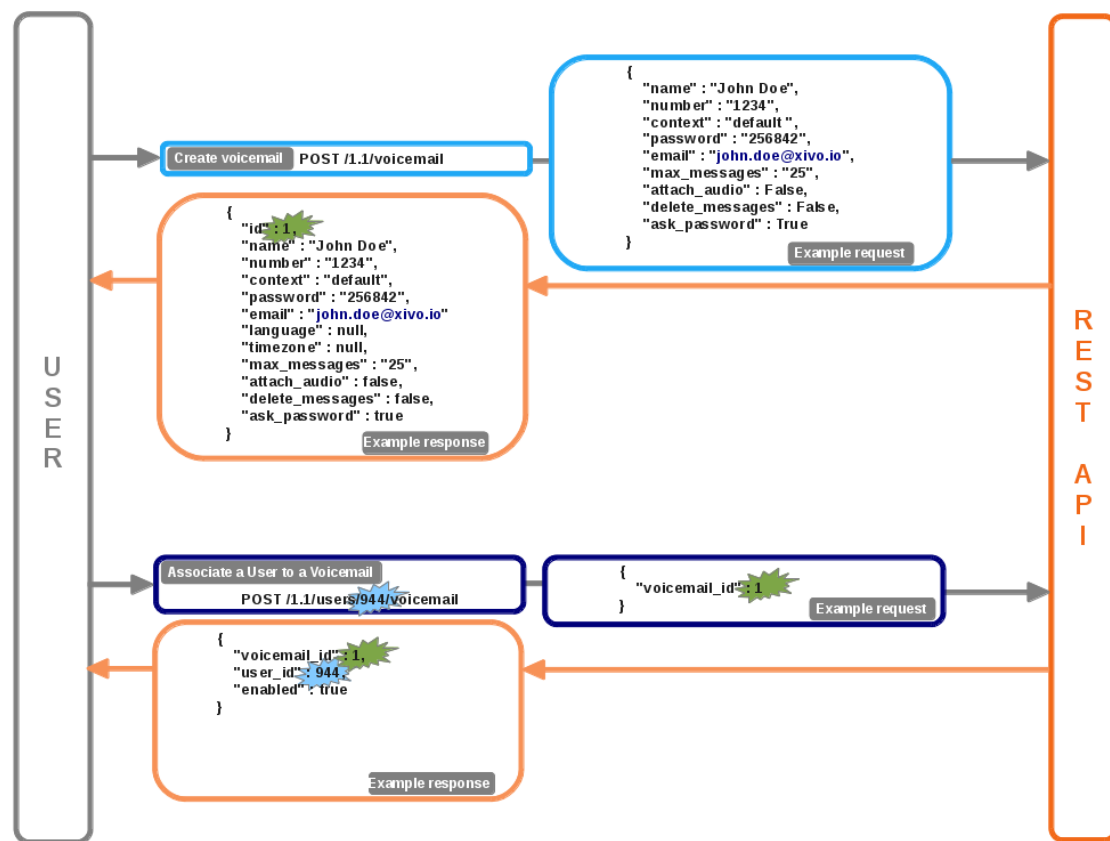 USER
Create voicemail POST /1.1/voicemail
{
"name" : "John Doe",
"number" : "1234",
"context" : "default ",
"password" : "256842",
"email" : "john.doe@xivo.io",
"max_messages" : "25",
"attach_audio" : False,
"delete_messages" : False,
"ask_password" : True
}
Example request
{
"id" : 1,
"name" : "John Doe",
"number" : "1234",
"context" : "default",
"password" : "256842",
"email" : "john.doe@xivo.io"
"language" : null,
"timezone" : null,
"max_messages" : "25",
"attach_audio" : false,
"delete_messages" : false,
"ask_password" : true
}
Example response
Associate a User to a Voicemail
POST /1.1/users/944/voicemail
{
"voicemail_id" : 1
}
Example request
{
"voicemail_id" : 1,
"user_id" : 944,
"enabled" : true
}
Example response
REST API